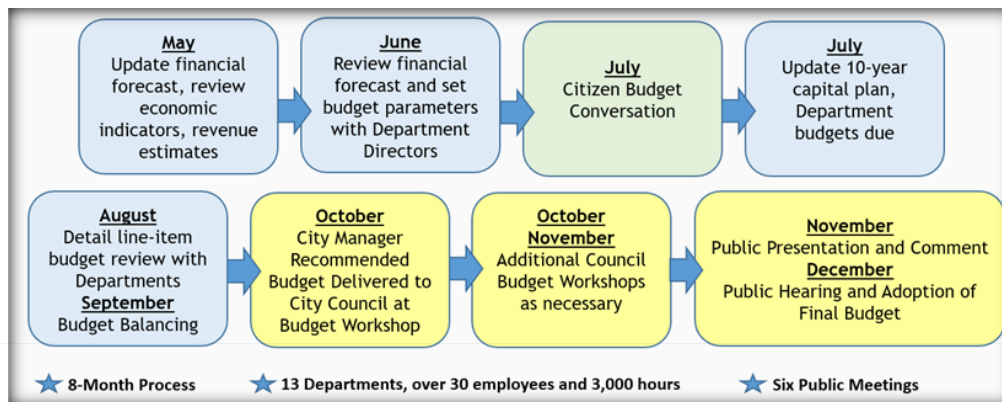 May
Update financial
forecast, review
economic
indicators, revenue
estimates
June
Review financial
forecast and set
budget parameters
with Department
Directors
July
Citizen Budget
Conversation
July
Update 10-year
capital plan,
Department
budgets due
August
Detail line-item
budget review with
Departments
September
Budget Balancing
October
City Manager
Recommended
Budget Delivered to
City Council at
Budget Workshop
October
November
Additional Council
Budget Workshops
as necessary
November
Public Presentation and Comment
December
Public Hearing and Adoption of
Final Budget
8-Month Process
13 Departments, over 30 employees and 3,000 hours
Six Public Meetings